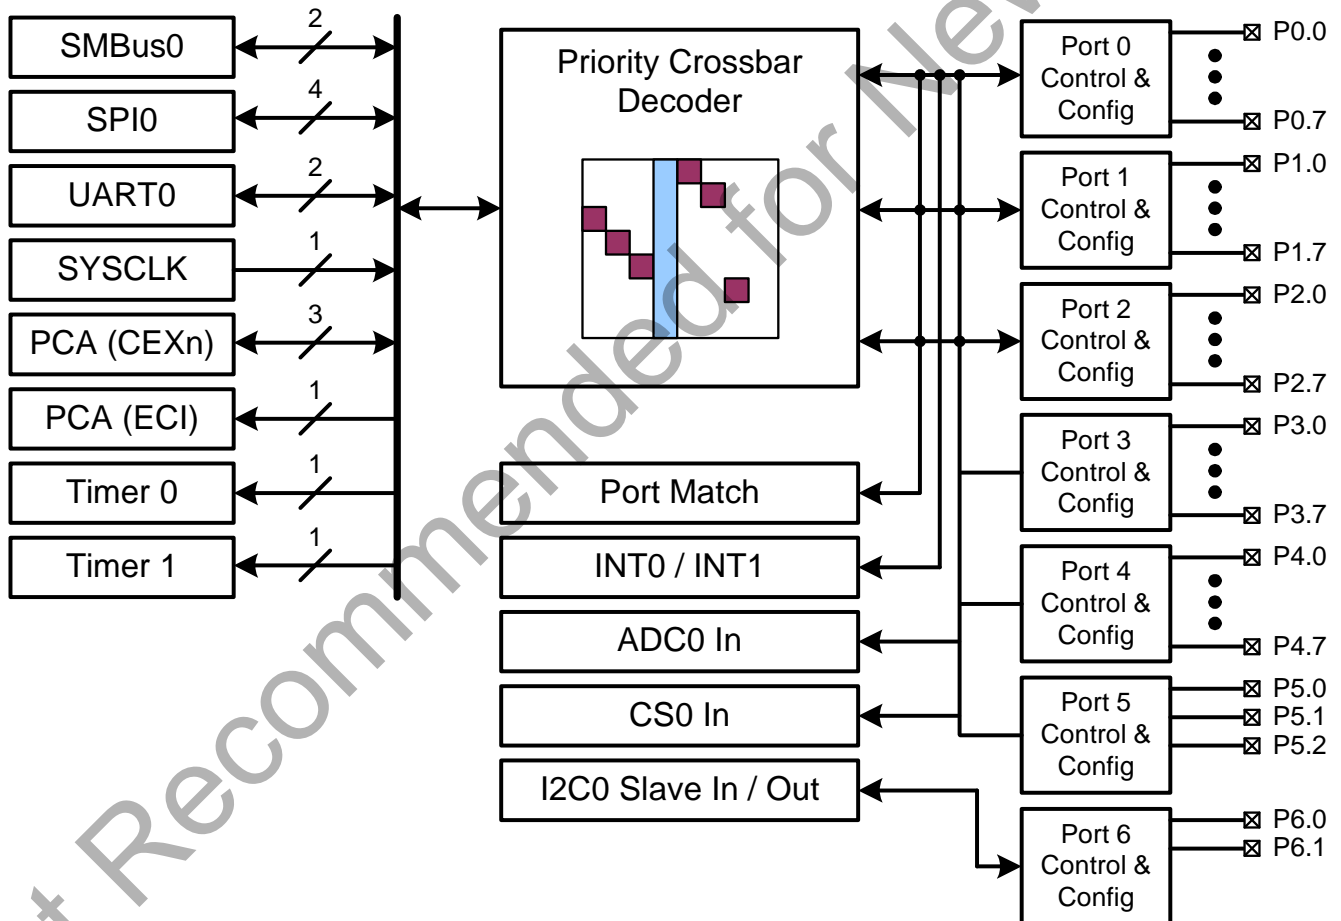 SMBus0
2
SPI0
4
UART0
2
SYSCLK
1
PCA (CEXn)
3
PCA (ECI)
1
Timer 0
1
Timer 1
1
Priority Crossbar
Decoder
Port Match
INT0 / INT1
ADC0 In
CS0 In
I2C0 Slave In / Out
Port 0
Control &
Config
P0.0
P0.7
Port 1
Control &
Config
P1.0
P1.7
Port 2
Control &
Config
P2.0
P2.7
Port 3
Control &
Config
P3.0
P3.7
Port 4
Control &
Config
P4.0
P4.7
Port 5
Control &
Config
P5.0
P5.1
P5.2
Port 6
Control &
Config
P6.0
P6.1
Recommended for